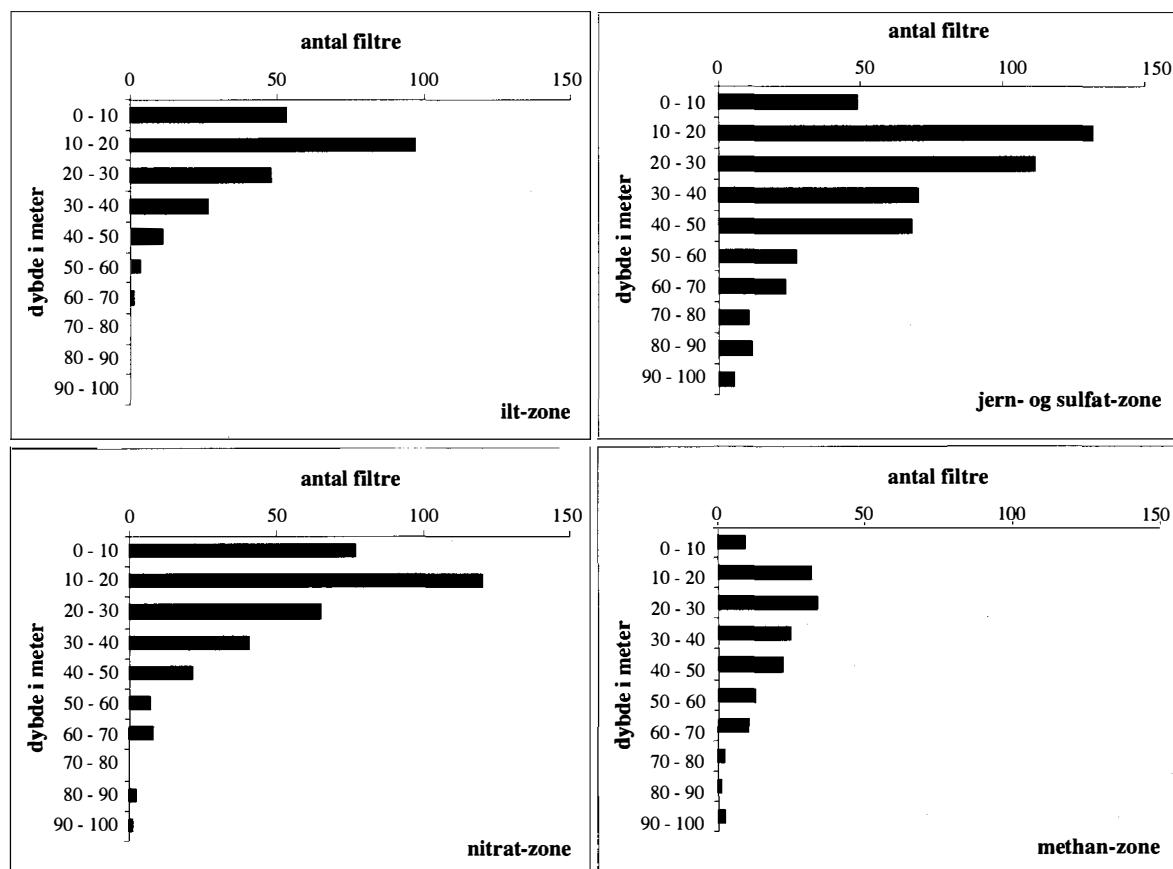 antal filtre
0 50 100 150
dybde i meter
0 - 10
10 - 20
20 - 30
30 - 40
40 - 50
50 - 60
60 - 70
70 - 80
80 - 90
90 - 100
ilt-zone
antal filtre
0 50 100 150
dybde i meter
0 - 10
10 - 20
20 - 30
30 - 40
40 - 50
50 - 60
60 - 70
70 - 80
80 - 90
90 - 100
jern- og sulfat-zone
antal filtre
0 50 100 150
dybde i meter
0 - 10
10 - 20
20 - 30
30 - 40
40 - 50
50 - 60
60 - 70
70 - 80
80 - 90
90 - 100
nitrat-zone
antal filtre
0 50 100 150
dybde i meter
0 - 10
10 - 20
20 - 30
30 - 40
40 - 50
50 - 60
60 - 70
70 - 80
80 - 90
90 - 100
methan-zone